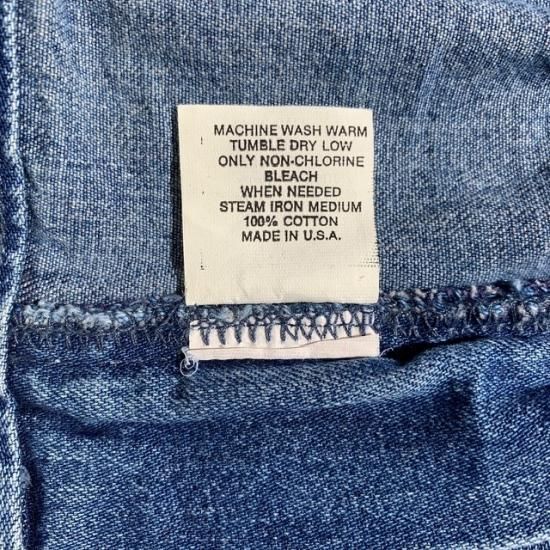 MACHINE WASH WARM
TUMBLE DRY LOW
ONLY NON-CHLORINE
BLEACH
WHEN NEEDED
STEAM IRON MEDIUM
100% COTTON
MADE IN U.S.A.